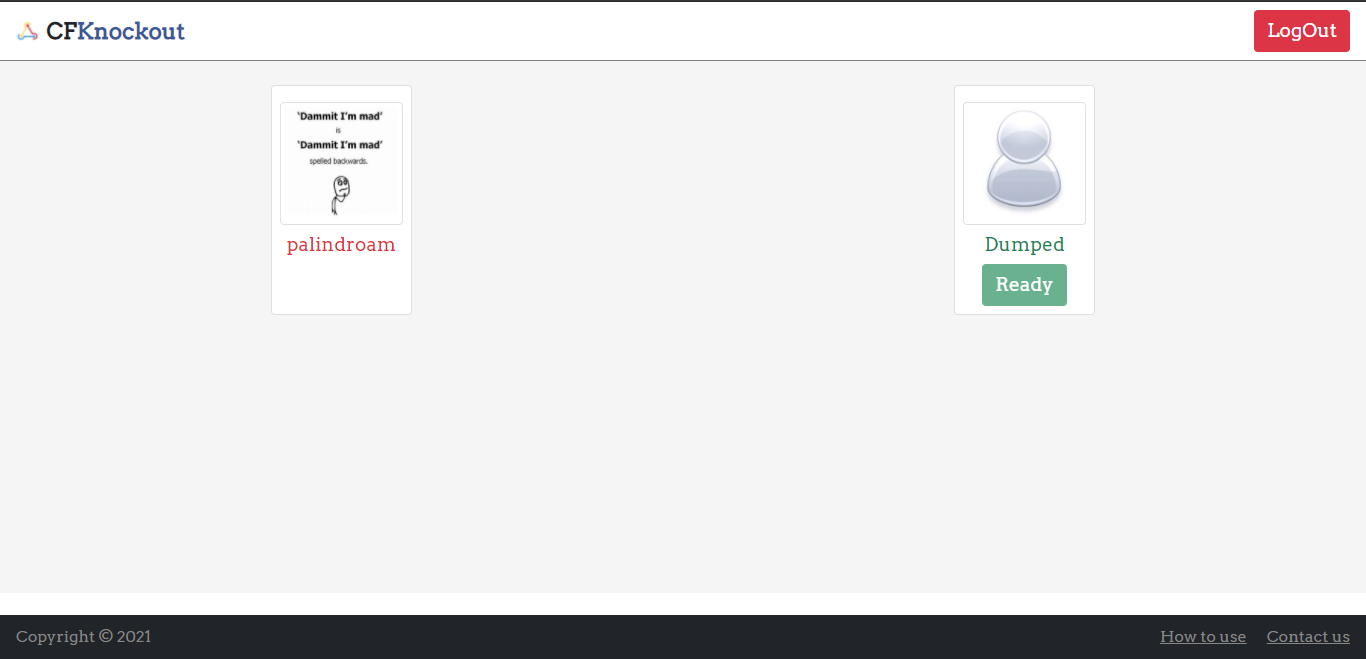 CFKnockout
LogOut
'Dammit I'm mad'
is
'Dammit I'm mad'
spelled backwards.
palindroam
Dumped
Ready
Copyright © 2021
How to use
Contact us